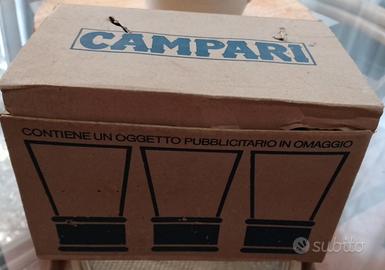 CAMPARI
CONTIENE UN OGGETTO PUBBLICITARIO IN OMAGGIO
subito